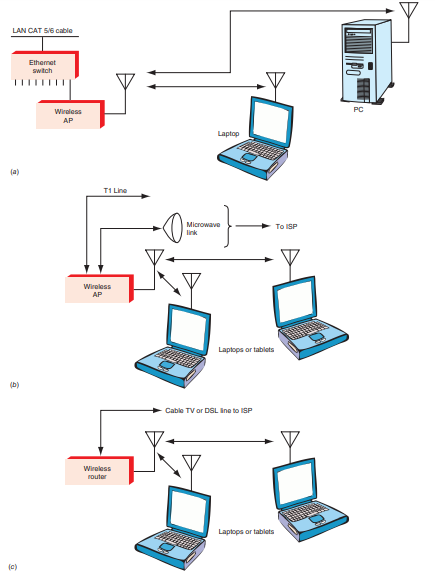 LAN CAT 5/6 cable
Ethernet
switch
Wireless
AP
Laptop
PC
(a)
T1 Line
Microwave
link
To ISP
Wireless
AP
Laptops or tablets
(b)
Cable TV or DSL line to ISP
Wireless
router
Laptops or tablets
(c)